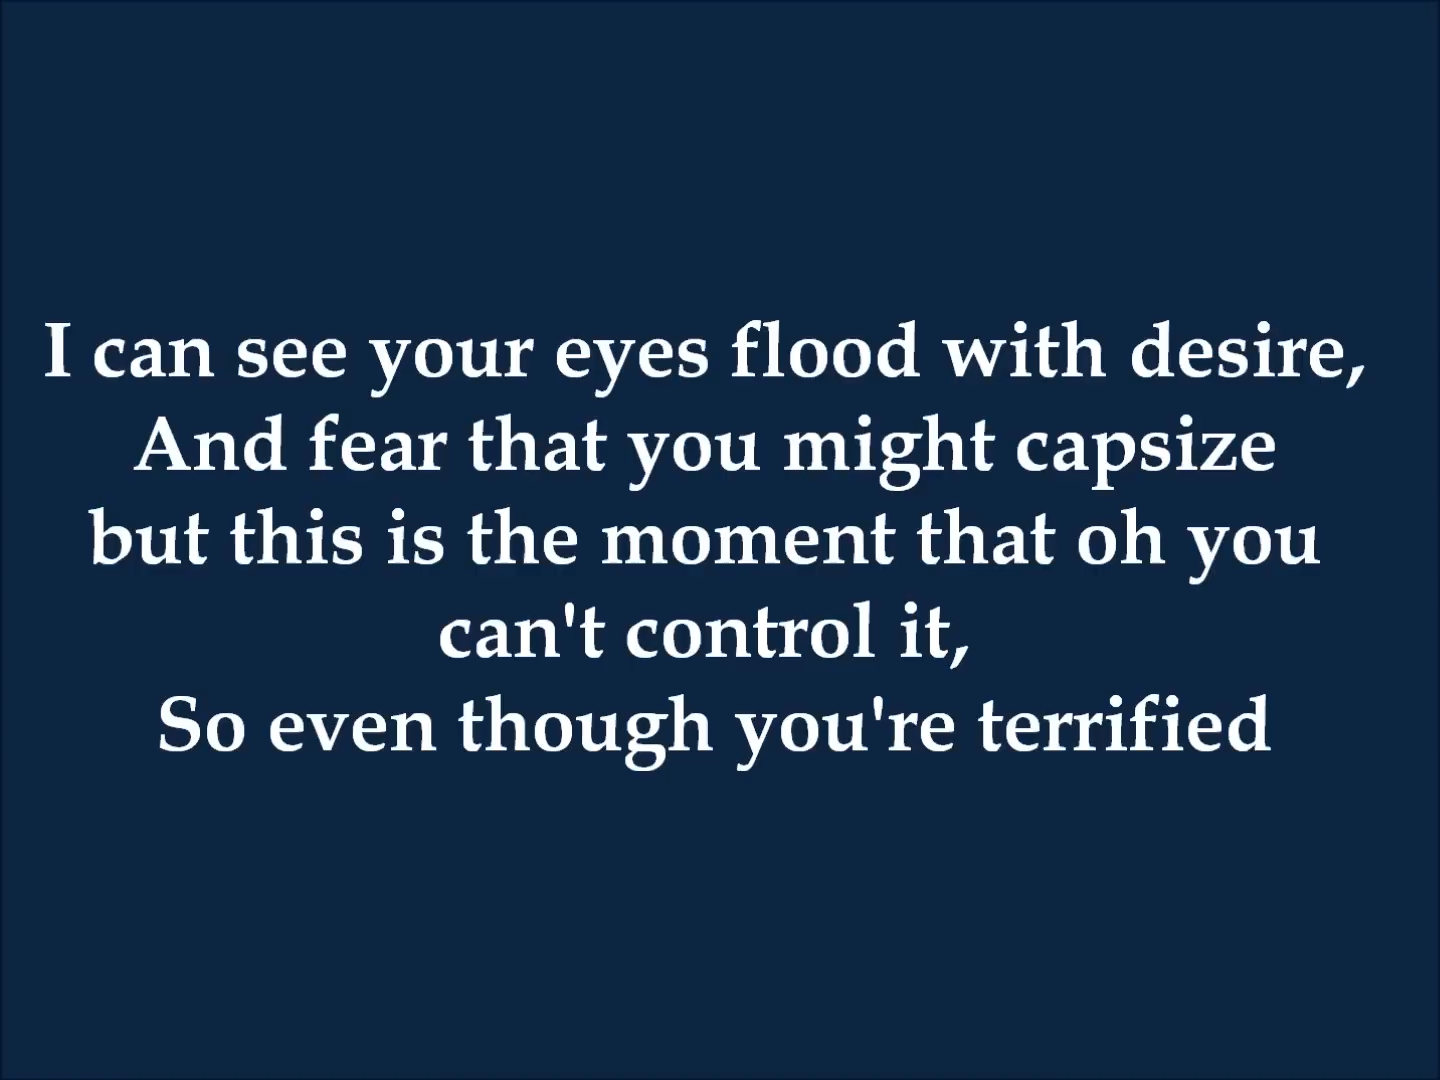 I can see your eyes flood with desire,
And fear that you might capsize
but this is the moment that oh you
can't control it,
So even though you're terrified